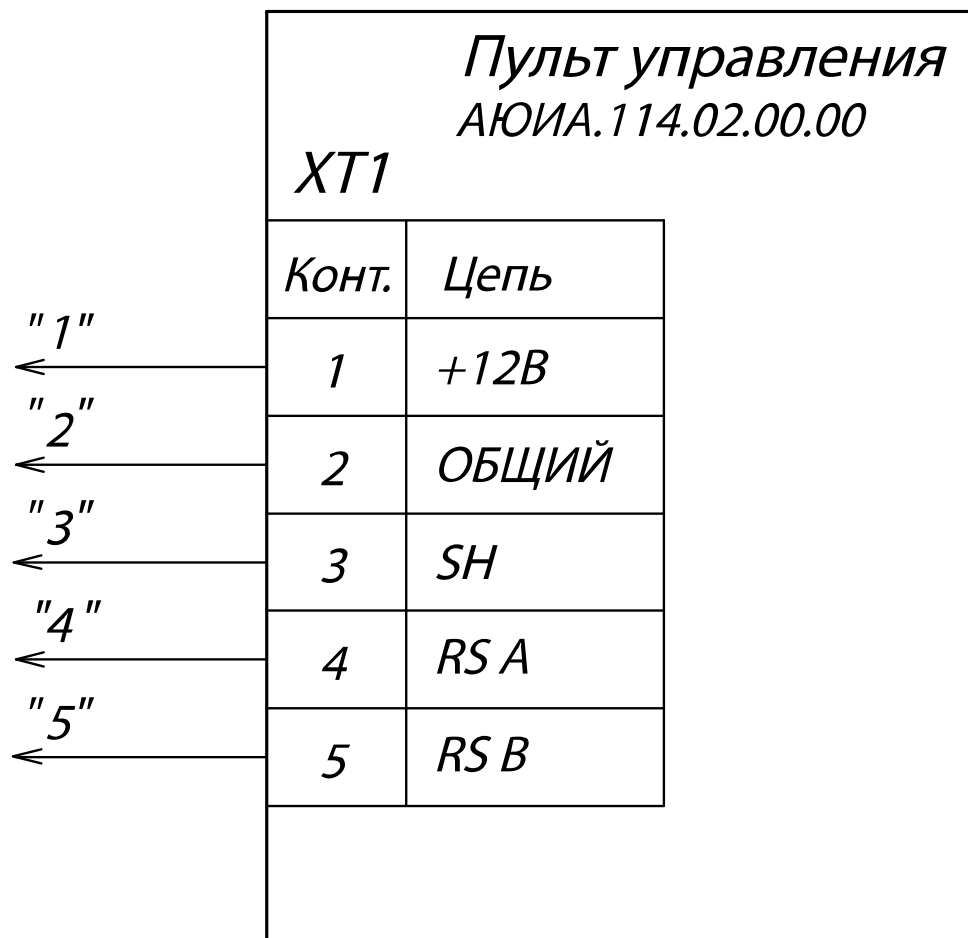 Пульт управления
АЮИА.114.02.00.00
XT1
Конт. Цепь
"1" 1 +12В
"2" 2 ОБЩИЙ
"3" 3 SH
"4" 4 RS A
"5" 5 RS B